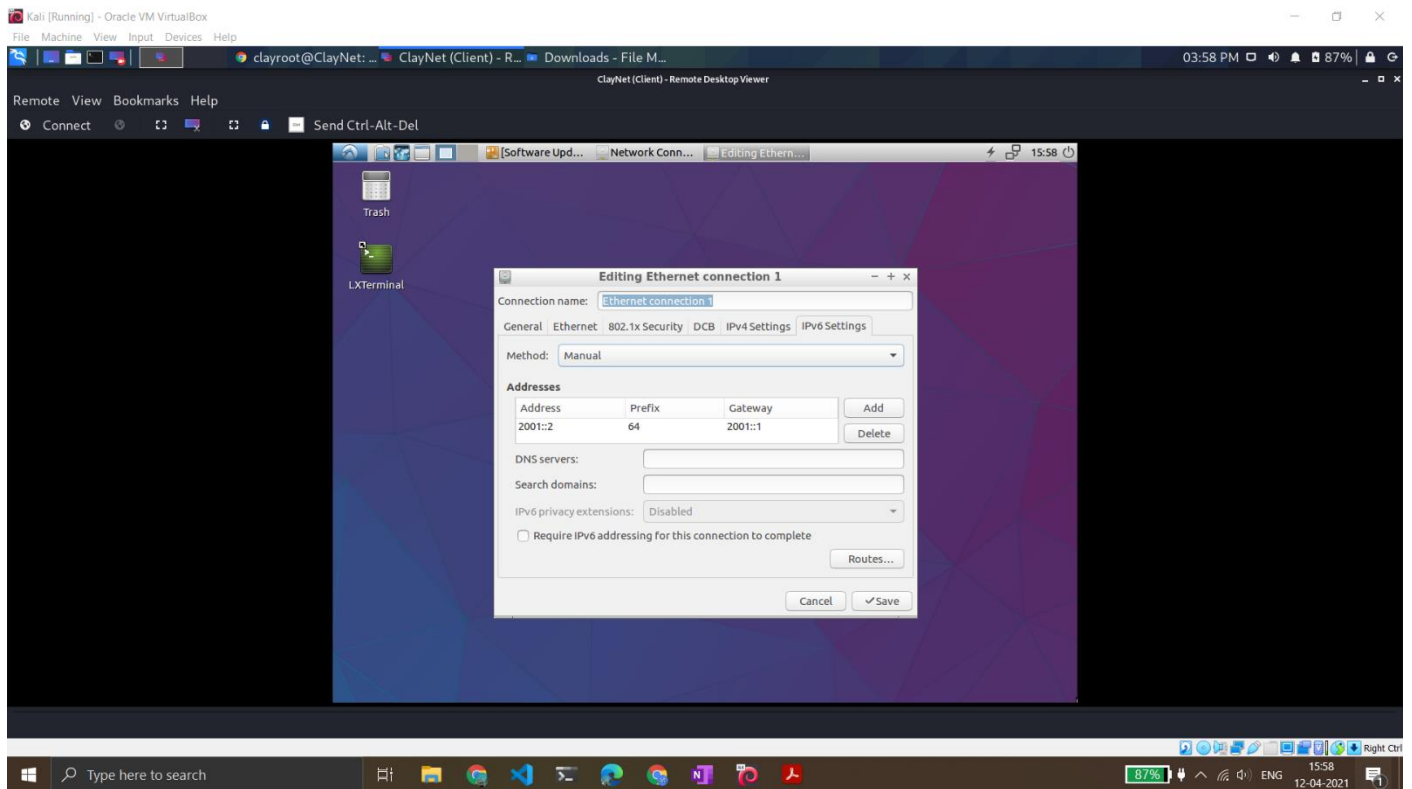 Kali [Running] - Oracle VM VirtualBox
File Machine View Input Devices Help
clayroot@ClayNet: ... ClayNet (Client) - R... Downloads - File M... 03:58 PM 87%
ClayNet (Client) - Remote Desktop Viewer
Remote View Bookmarks Help
Connect Send Ctrl-Alt-Del
[Software Upd... Network Conn... Editing Ethern... 15:58
Trash
LXTerminal
Editing Ethernet connection 1
Connection name: Ethernet connection 1
General Ethernet 802.1x Security DCB IPv4 Settings IPv6 Settings
Method: Manual
Addresses
Address Prefix Gateway Add
2001::2 64 2001::1
Delete
DNS servers:
Search domains:
IPv6 privacy extensions: Disabled
Require IPv6 addressing for this connection to complete
Routes...
Cancel Save
Right Ctrl
Type here to search 87% ENG 15:58
12-04-2021